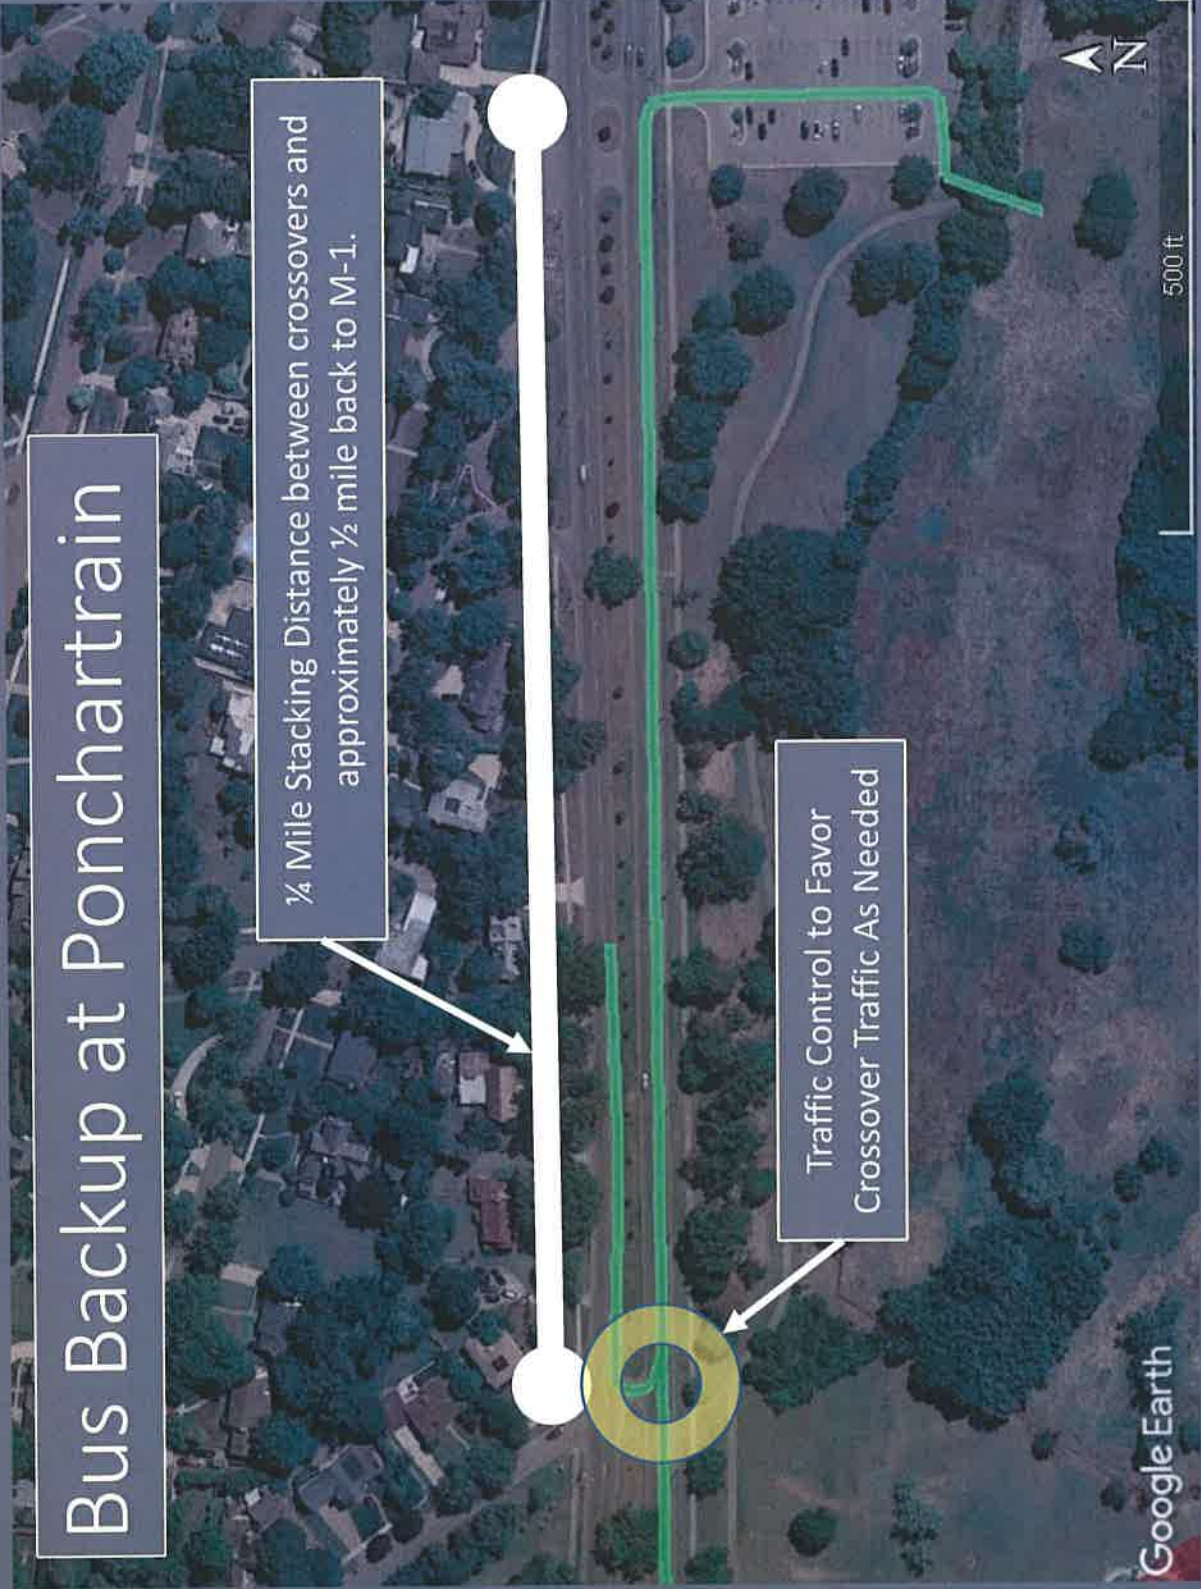 Bus Backup at Ponchartrain
¼ Mile Stacking Distance between crossovers and
approximately ½ mile back to M-1.
Traffic Control to Favor
Crossover Traffic As Needed
N
500 ft
Google Earth